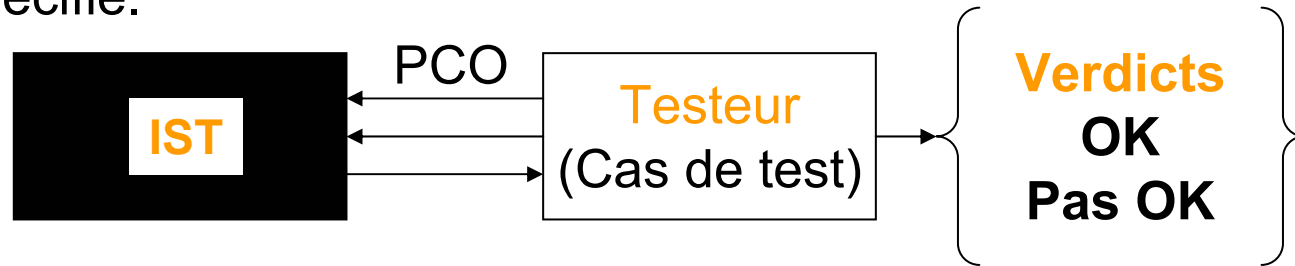 PCO
IST
Testeur
(Cas de test)
Verdicts
OK
Pas OK